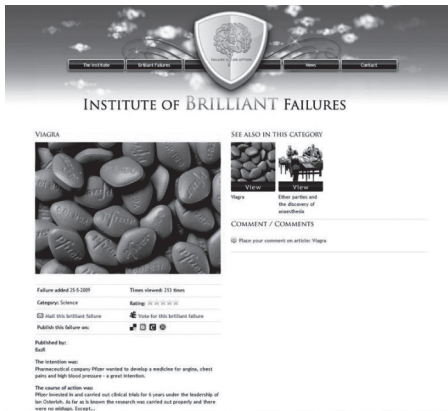 FAILURE IS AN OPTION
The Institute
Brilliant Failures
News
Contact
INSTITUTE OF BRILLIANT FAILURES
VIAGRA
Failure added 25-5-2009
Times viewed: 253 times
Category: Science
Rating:
Mail this brilliant failure
Vote for this brilliant failure
Publish this failure on:
Published by:
The intention was:
Pharmaceutical company Pfizer wanted to develop a medicine for angina, chest
pains and high blood pressure - a great intention.
The course of action was:
Pfizer invested in and carried out clinical trials for 6 years under the leadership of
Ian Osterloh. As far as is known the research was carried out properly and there
were no mishaps. Except...
SEE ALSO IN THIS CATEGORY
View
View
Viagra
Ether parties and
the discovery of
anaesthesia
COMMENT / COMMENTS
Place your comment on article: Viagra